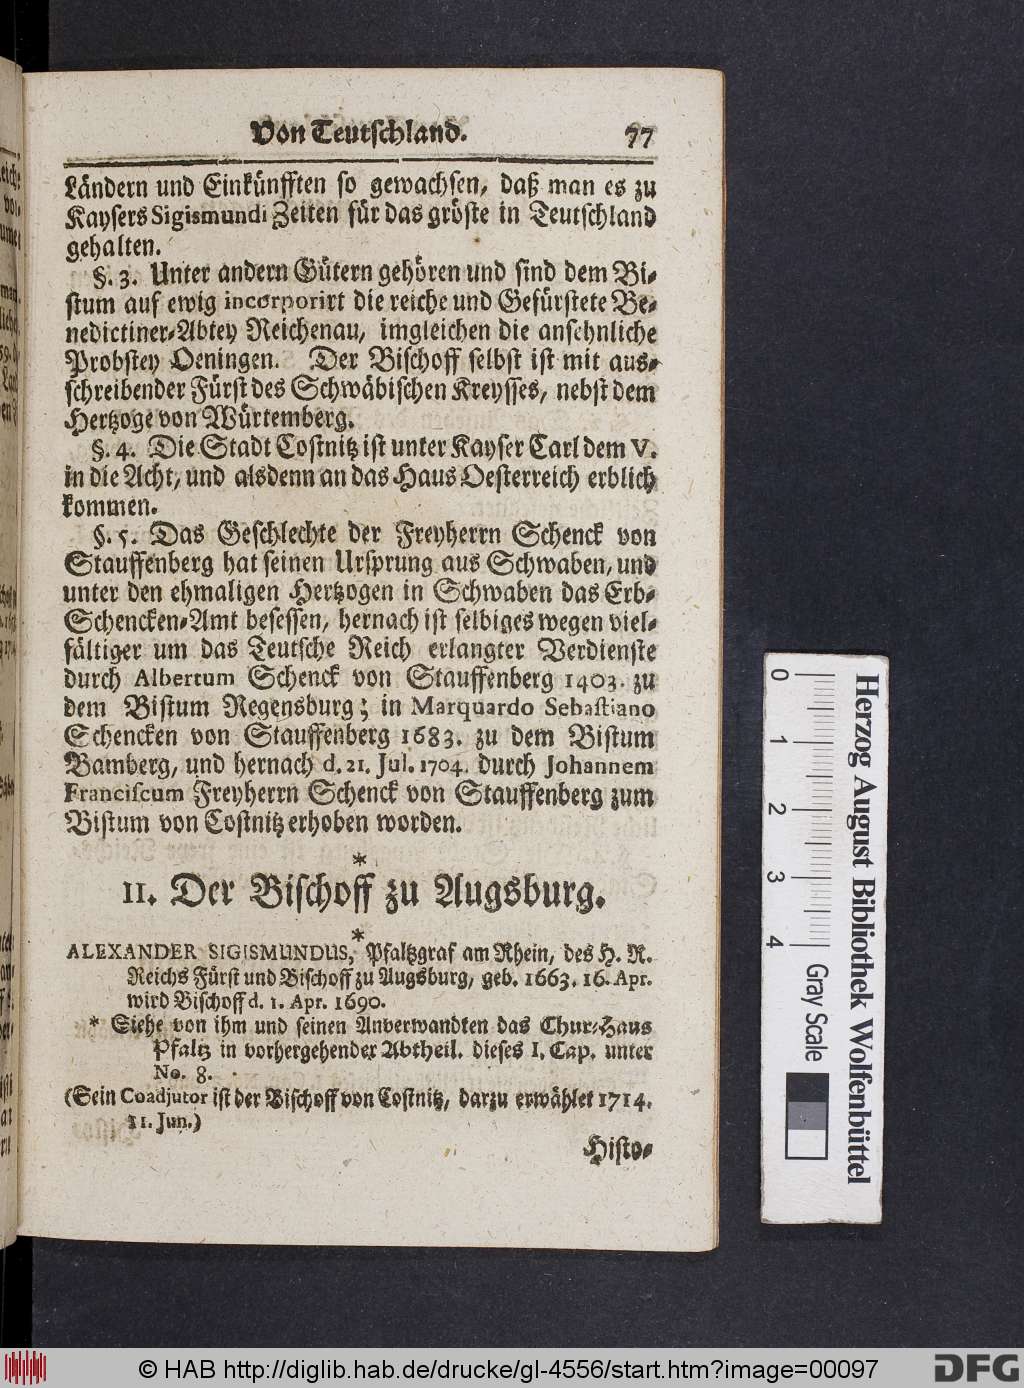 Von Teutschland. 77
Ländern und Einkünfften so gewachsen, daß man es zu
Kaysers Sigismundi Zeiten für das gröste in Teutschland
gehalten.
§. 3. Unter andern Gütern gehören und sind dem Bi-
stum auf ewig incorporirt die reiche und Gefürstete Be-
nedictiner-Abtey Reichenau, imgleichen die ansehnliche
Probstey Oeningen. Der Bischoff selbst ist mit aus-
schreibender Fürst des Schwäbischen Kreysses, nebst dem
Hertzoge von Würtemberg.
§. 4. Die Stadt Costnitz ist unter Kayser Carl dem V.
in die Acht, und alsdenn an das Haus Oesterreich erblich
kommen.
§. 5. Das Geschlechte der Freyherrn Schenck von
Stauffenberg hat seinen Ursprung aus Schwaben, und
unter den ehmaligen Hertzogen in Schwaben das Erb-
Schencken-Amt besessen, hernach ist selbiges wegen viel-
fältiger um das Teutsche Reich erlangter Verdienste
durch Albertum Schenck von Stauffenberg 1403. zu
dem Bistum Regensburg; in Marquardo Sebastiano
Schencken von Stauffenberg 1683. zu dem Bistum
Bamberg, und hernach d. 21. Jul. 1704. durch Johannem
Franciscum Freyherrn Schenck von Stauffenberg zum
Bistum von Costnitz erhoben worden.
*
II. Der Bischoff zu Augsburg.
*
ALEXANDER SIGISMUNDUS, Pfaltzgraf am Rhein, des H. R.
Reichs Fürst und Bischoff zu Augsburg, geb. 1663. 16. Apr.
wird Bischoff d. 1. Apr. 1690.
* Siehe von ihm und seinen Anverwandten das Chur-Haus
Pfaltz in vorhergehender Abtheil. dieses I. Cap. unter
No. 8.
(Sein Coadjutor ist der Bischoff von Costnitz, darzu erwählet 1714.
11. Jun.)
Histo-
0 1 2 3 4 Gray Scale
Herzog August Bibliothek Wolfenbüttel
© HAB http://diglib.hab.de/drucke/gl-4556/start.htm?image=00097
DFG